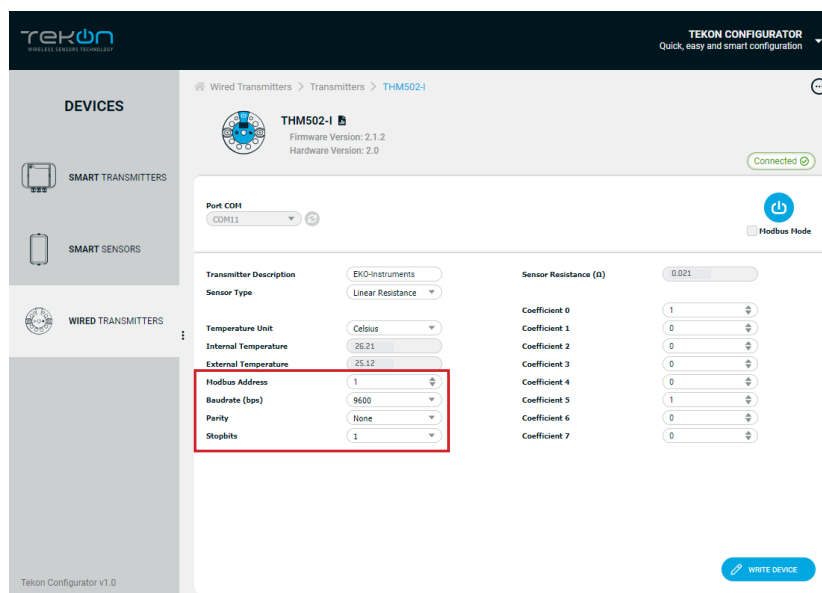 Tekon
WIRELESS SENSORS TECHNOLOGY
TEKON CONFIGURATOR
Quick, easy and smart configuration
DEVICES
SMART TRANSMITTERS
SMART SENSORS
WIRED TRANSMITTERS
Tekon Configurator v1.0
Wired Transmitters > Transmitters > THM502-I
THM502-I
Firmware Version: 2.1.2
Hardware Version: 2.0
Connected
Port COM
COM11
Modbus Mode
Transmitter Description EKO-Instruments
Sensor Type Linear Resistance
Temperature Unit Celsius
Internal Temperature 26.21
External Temperature 25.12
Modbus Address 1
Baudrate (bps) 9600
Parity None
Stopbits 1
Sensor Resistance (Ω) 0.021
Coefficient 0 1
Coefficient 1 0
Coefficient 2 0
Coefficient 3 0
Coefficient 4 0
Coefficient 5 1
Coefficient 6 0
Coefficient 7 0
WRITE DEVICE